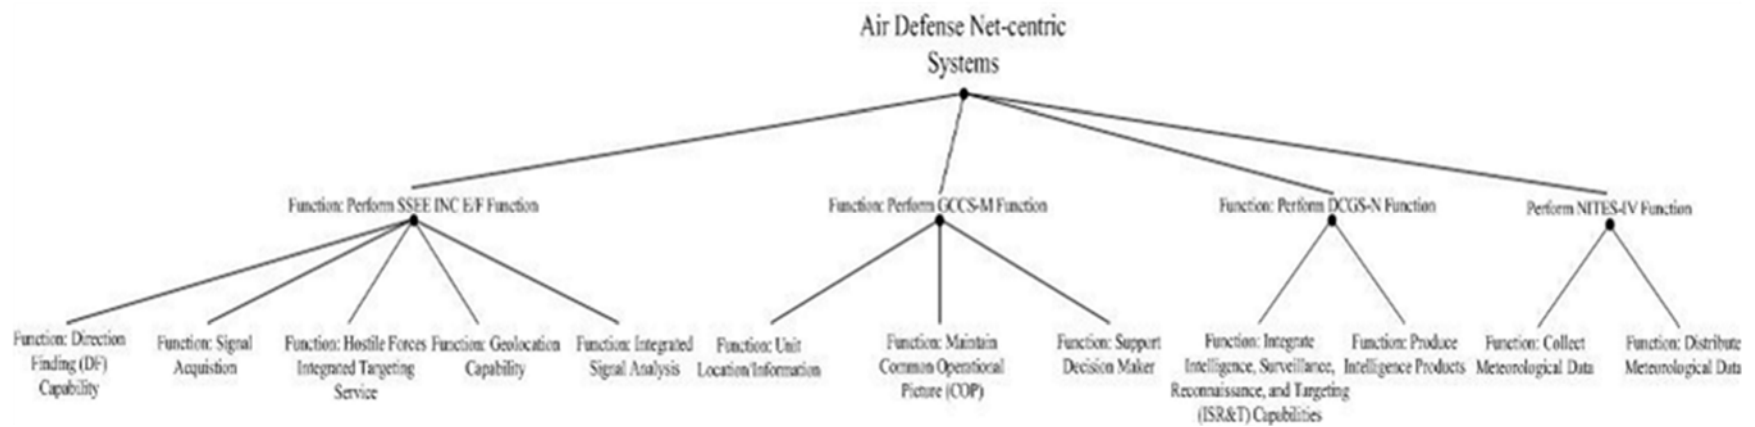 Air Defense Net-centric
Systems
Function: Perform SSEE INC E/F Function
Function: Perform GCCS-M Function
Function: Perform DCGS-N Function
Perform NITES-IV Function
Function: Direction
Finding (DF)
Capability
Function: Signal
Acquistion
Function: Hostile Forces
Integrated Targeting
Service
Function: Geolocation
Capability
Function: Integrated
Signal Analysis
Function: Unit
Location/Information
Function: Maintain
Common Operational
Picture (COP)
Function: Support
Decision Maker
Function: Integrate
Intelligence, Surveillance,
Reconnaissance, and Targeting
(ISR&T) Capabilities
Function: Produce
Intelligence Products
Function: Collect
Meteorological Data
Function: Distribute
Meteorological Data